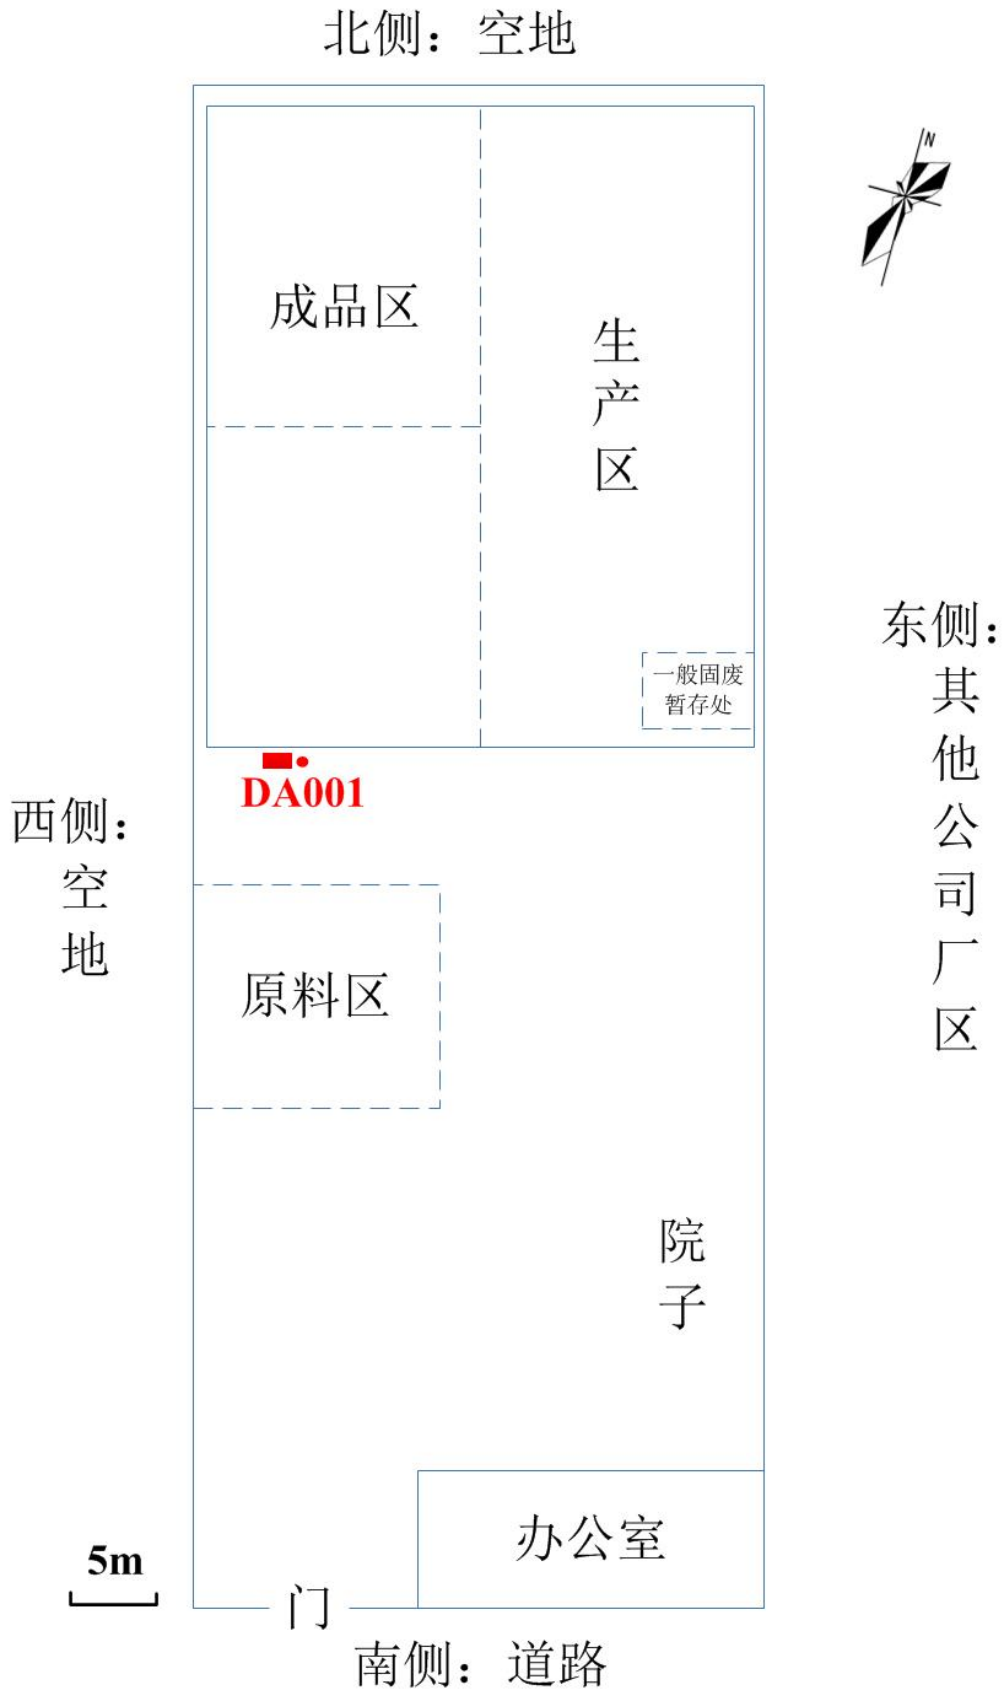 北侧：空地
N
成品区
生
产
区
东侧：
其
他
公
司
厂
区
一般固废
暂存处
DA001
西侧：
空
地
原料区
院
子
办公室
5m
门
南侧：道路